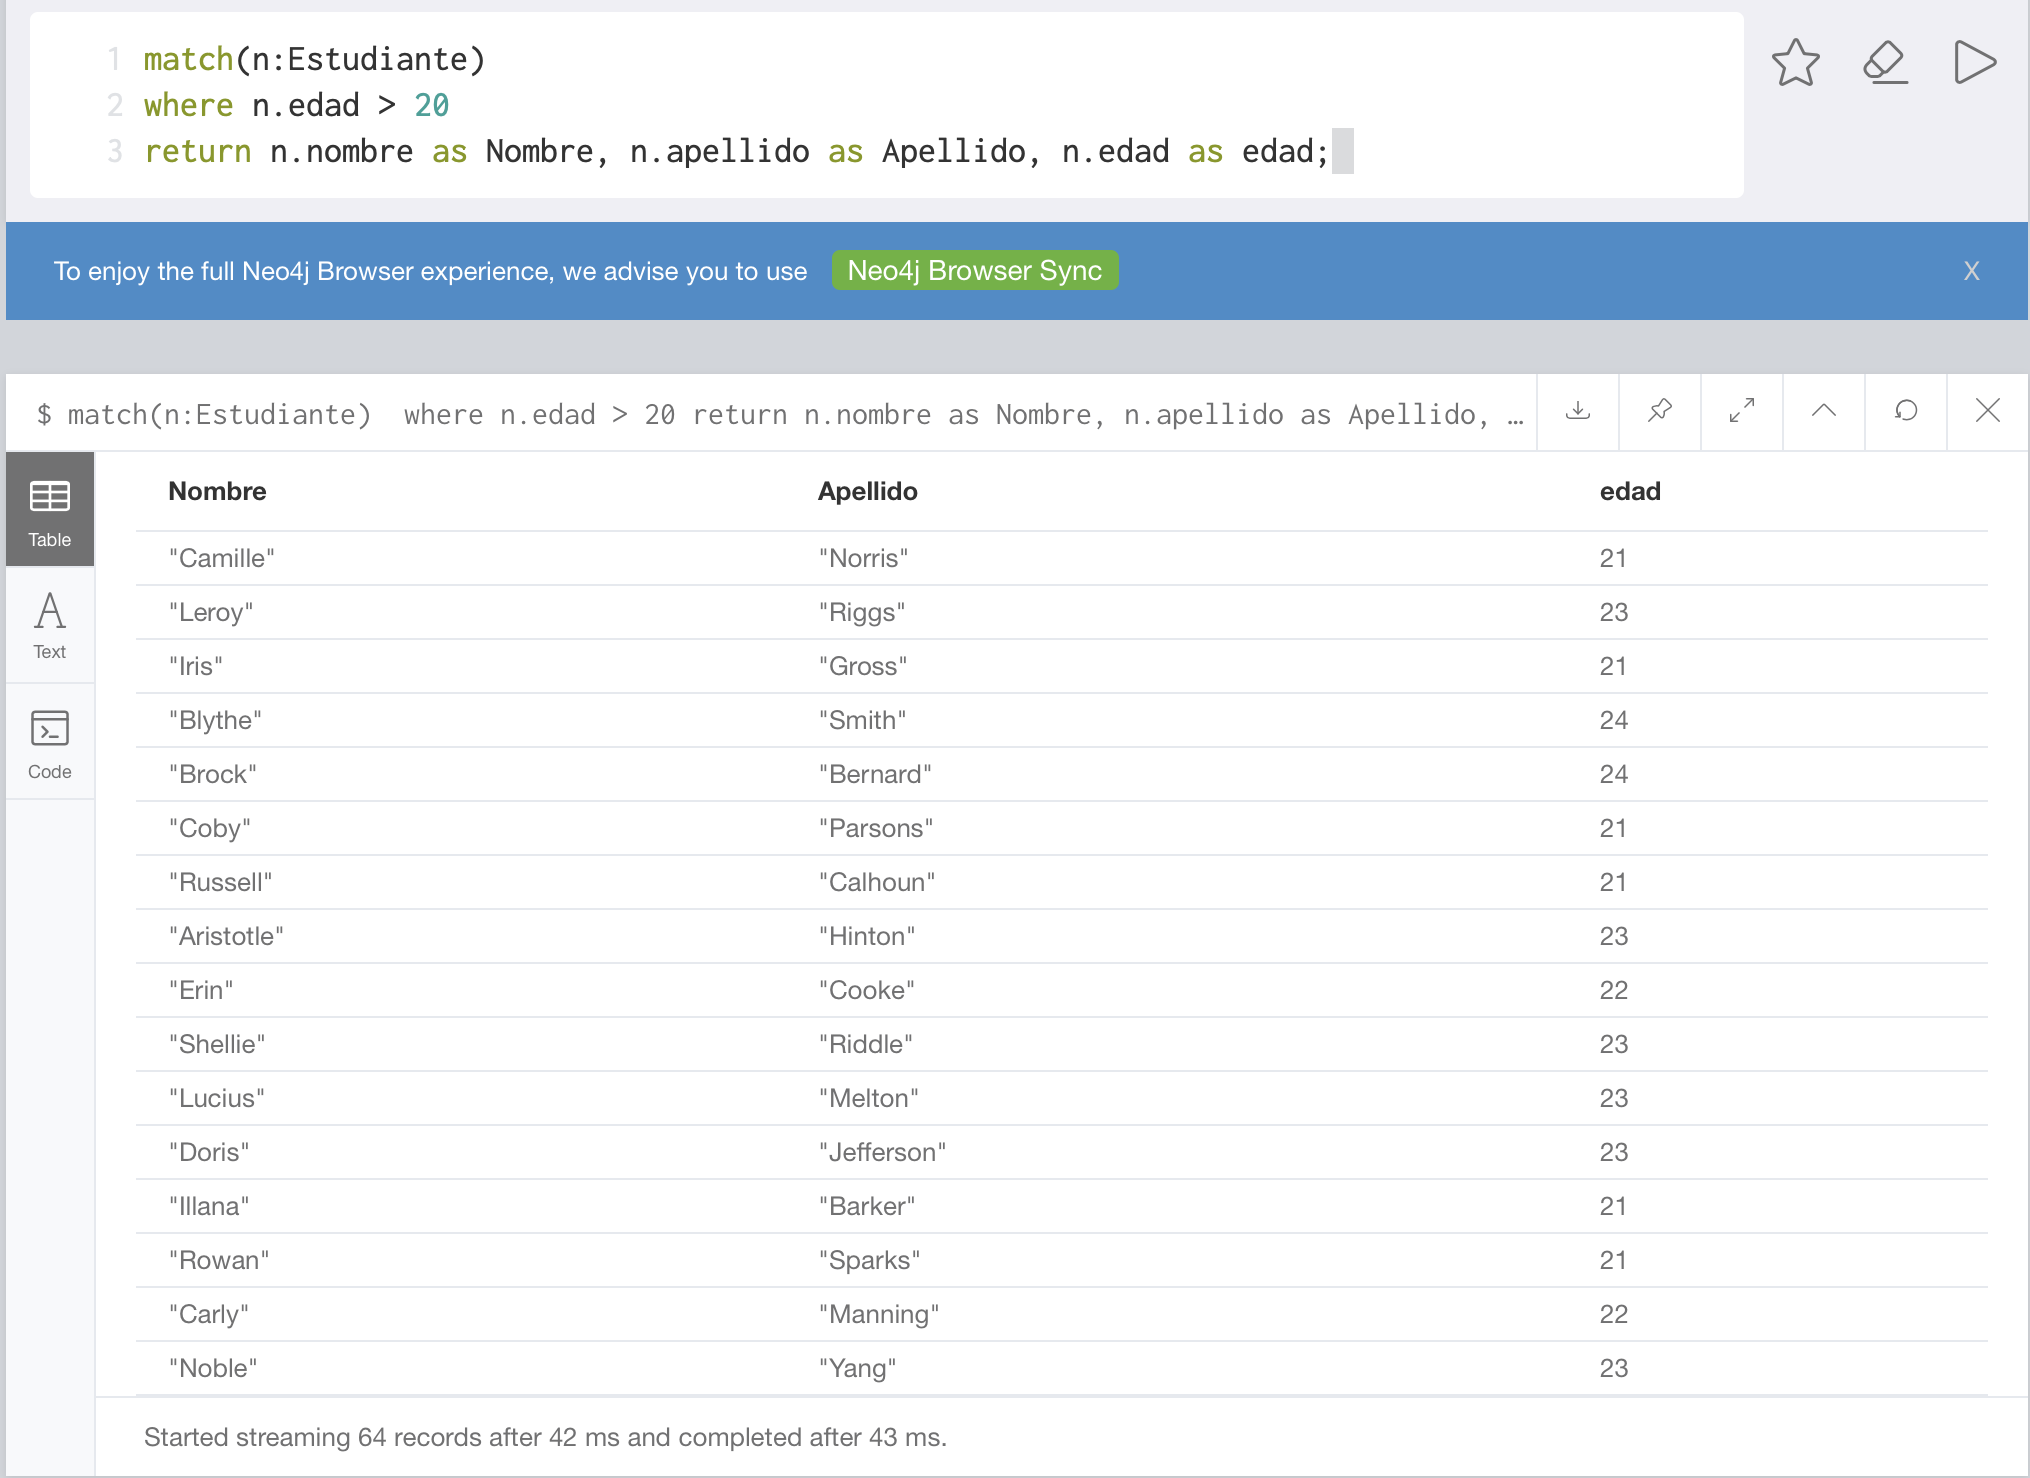 1 match(n:Estudiante)
2 where n.edad > 20
3 return n.nombre as Nombre, n.apellido as Apellido, n.edad as edad;
To enjoy the full Neo4j Browser experience, we advise you to use Neo4j Browser Sync X
$ match(n:Estudiante) where n.edad > 20 return n.nombre as Nombre, n.apellido as Apellido, …
Table
Text
Code
Nombre Apellido edad
"Camille" "Norris" 21
"Leroy" "Riggs" 23
"Iris" "Gross" 21
"Blythe" "Smith" 24
"Brock" "Bernard" 24
"Coby" "Parsons" 21
"Russell" "Calhoun" 21
"Aristotle" "Hinton" 23
"Erin" "Cooke" 22
"Shellie" "Riddle" 23
"Lucius" "Melton" 23
"Doris" "Jefferson" 23
"Illana" "Barker" 21
"Rowan" "Sparks" 21
"Carly" "Manning" 22
"Noble" "Yang" 23
Started streaming 64 records after 42 ms and completed after 43 ms.